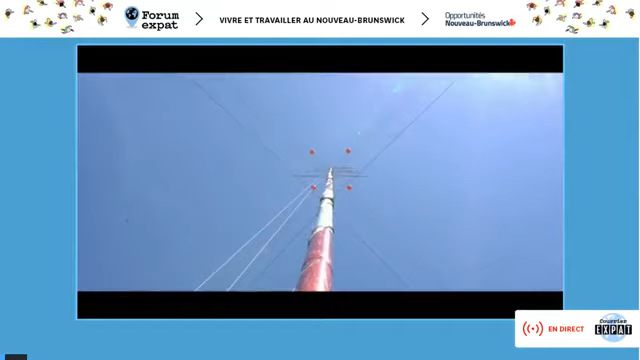 Forum
expat
VIVRE ET TRAVAILLER AU NOUVEAU-BRUNSWICK
Opportunités
Nouveau-Brunswick
EN DIRECT
Courrier
EXPAT